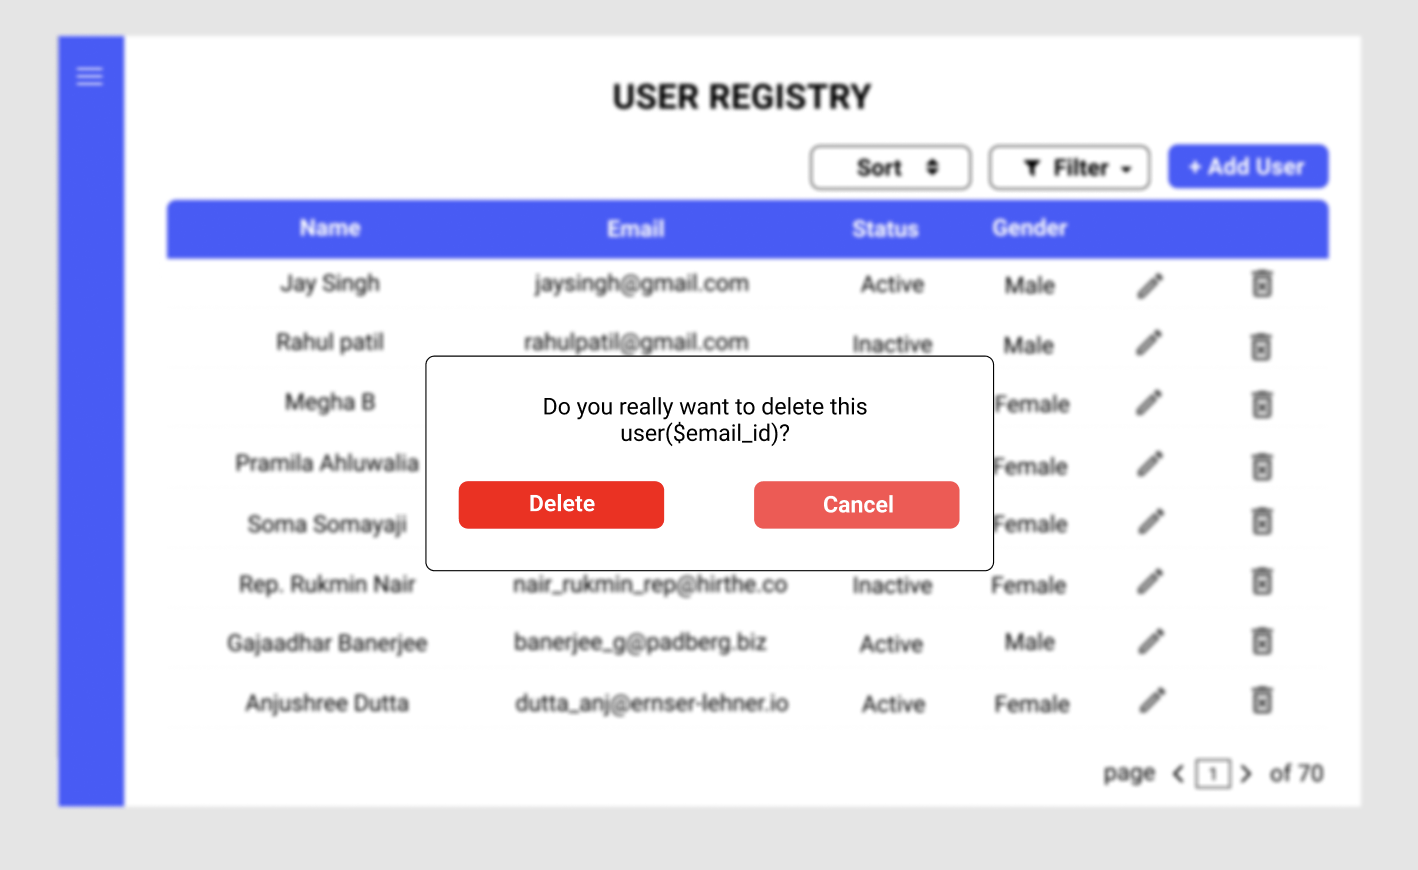 USER REGISTRY
Sort
Filter
+ Add User
Name Email Status Gender
Jay Singh jaysingh@gmail.com Active Male
Rahul patil rahulpatil@gmail.com Inactive Male
Megha B Female
Do you really want to delete this
user($email_id)?
Pramila Ahluwalia Female
Delete Cancel
Soma Somayaji Female
Rep. Rukmin Nair nair_rukmin_rep@hirthe.co Inactive Female
Gajaadhar Banerjee banerjee_g@padberg.biz Active Male
Anjushree Dutta dutta_anj@ernser-lehner.io Active Female
page < 1 > of 70